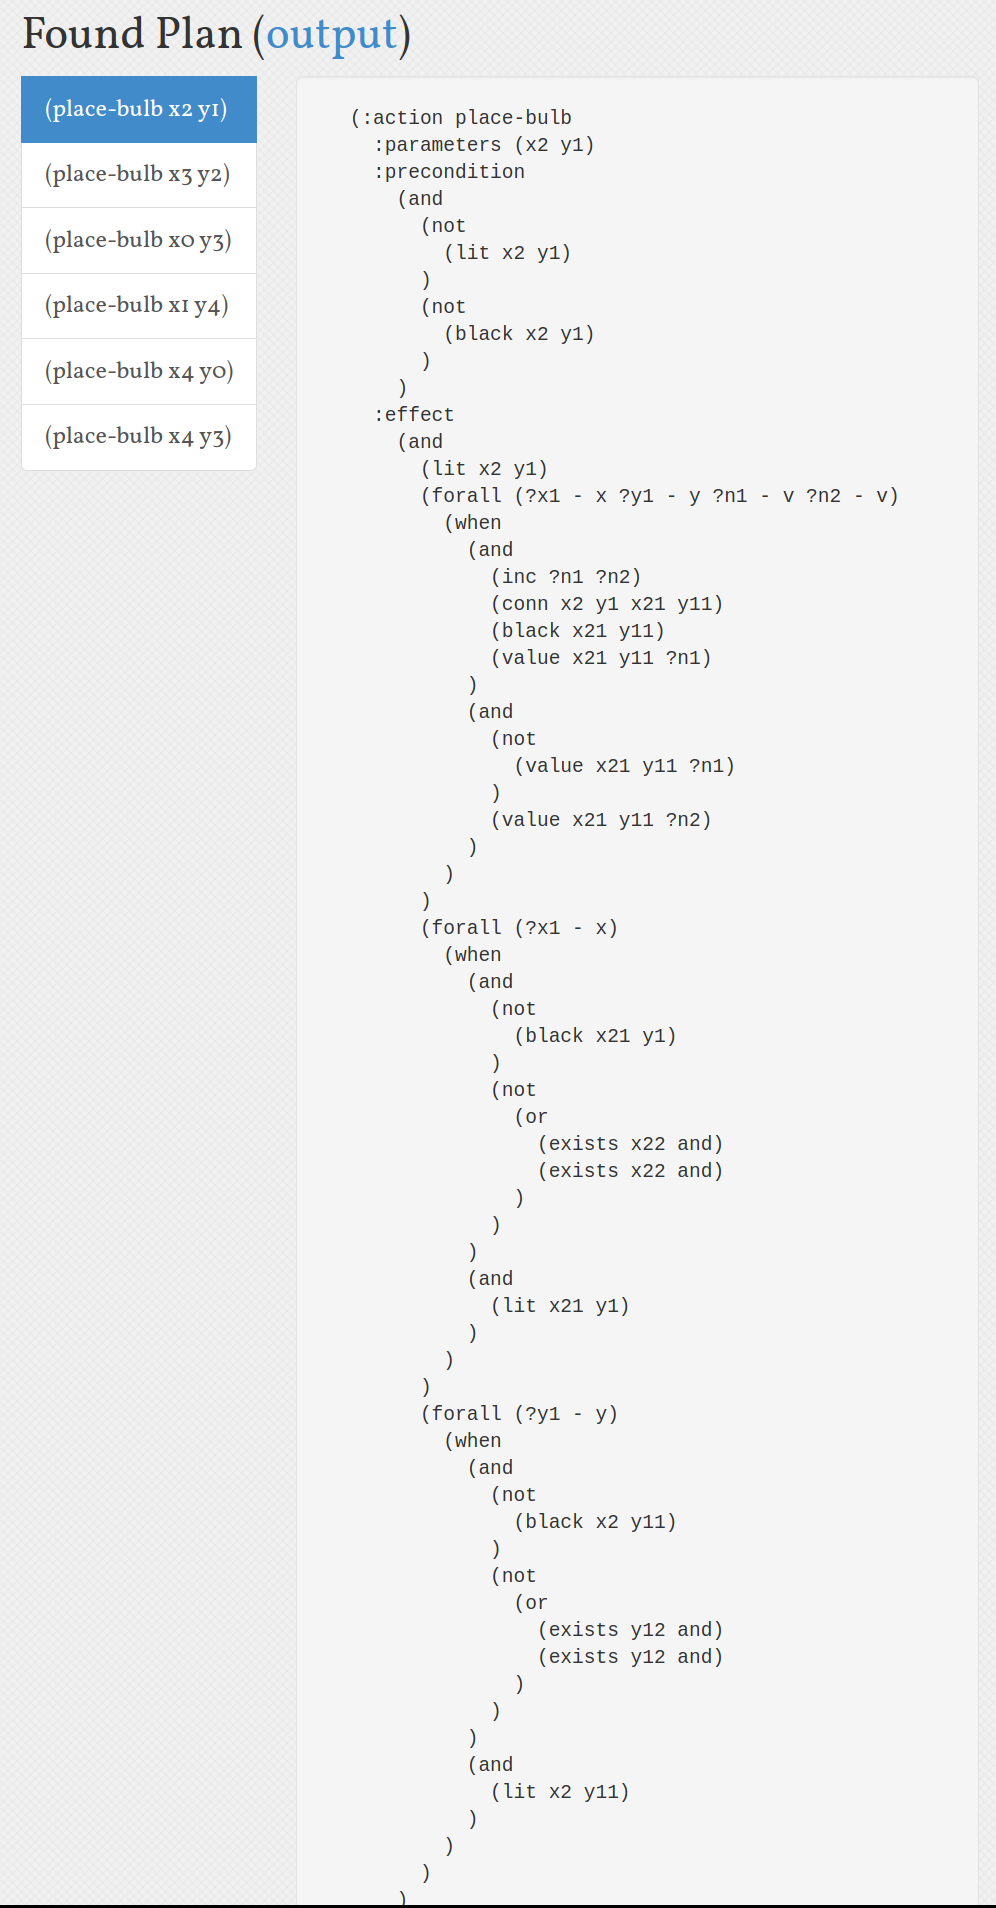 Found Plan (output)
(place-bulb x2 y1)
(place-bulb x3 y2)
(place-bulb x0 y3)
(place-bulb x1 y4)
(place-bulb x4 y0)
(place-bulb x4 y3)
(:action place-bulb
  :parameters (x2 y1)
  :precondition
    (and
      (not
        (lit x2 y1)
      )
      (not
        (black x2 y1)
      )
    )
  :effect
    (and
      (lit x2 y1)
      (forall (?x1 - x ?y1 - y ?n1 - v ?n2 - v)
        (when
          (and
            (inc ?n1 ?n2)
            (conn x2 y1 x21 y11)
            (black x21 y11)
            (value x21 y11 ?n1)
          )
          (and
            (not
              (value x21 y11 ?n1)
            )
            (value x21 y11 ?n2)
          )
        )
      )
      (forall (?x1 - x)
        (when
          (and
            (not
              (black x21 y1)
            )
            (not
              (or
                (exists x22 and)
                (exists x22 and)
              )
            )
          )
          (and
            (lit x21 y1)
          )
        )
      )
      (forall (?y1 - y)
        (when
          (and
            (not
              (black x2 y11)
            )
            (not
              (or
                (exists y12 and)
                (exists y12 and)
              )
            )
          )
          (and
            (lit x2 y11)
          )
        )
      )
    )